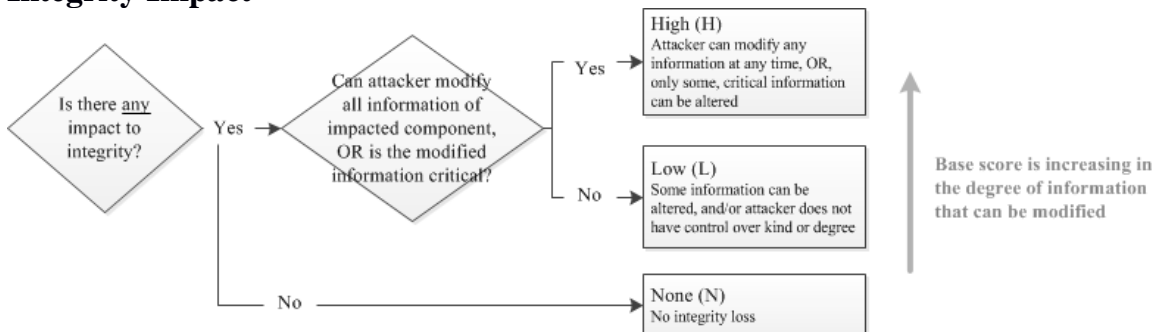 Integrity Impact
Is there any
impact to
integrity?
Yes
Can attacker modify
all information of
impacted component,
OR is the modified
information critical?
Yes
High (H)
Attacker can modify any
information at any time, OR,
only some, critical information
can be altered
No
Low (L)
Some information can be
altered, and/or attacker does not
have control over kind or degree
No
None (N)
No integrity loss
Base score is increasing in
the degree of information
that can be modified